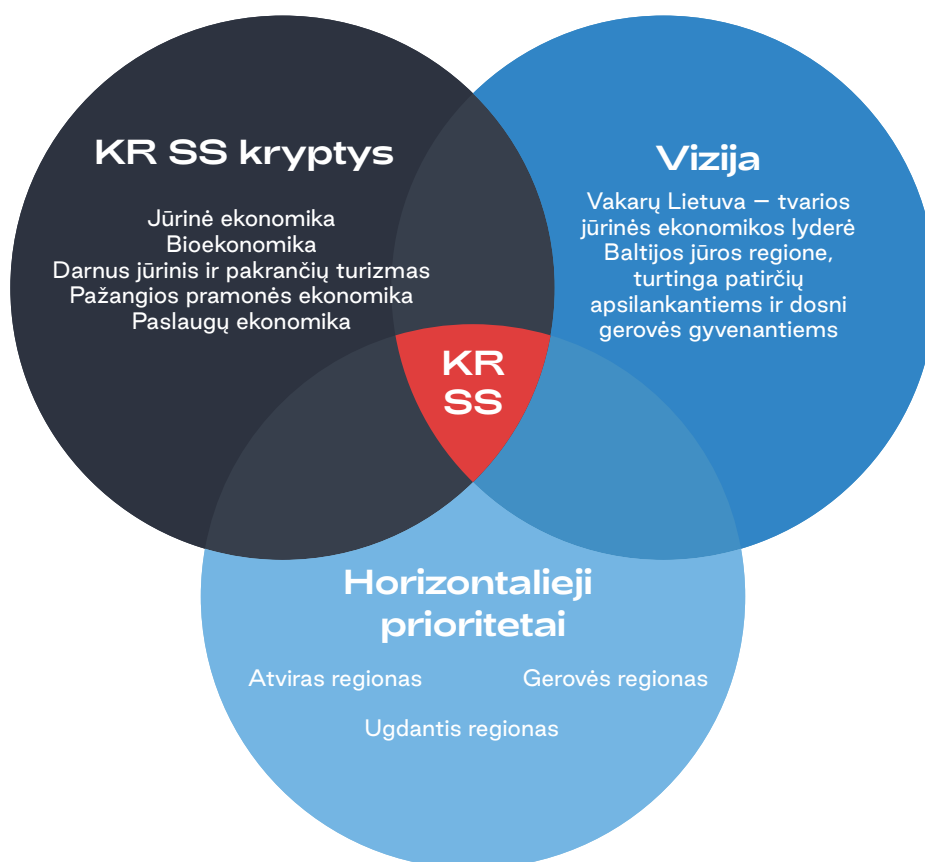 KR SS kryptys
Jūrinė ekonomika
Bioekonomika
Darnus jūrinis ir pakrančių turizmas
Pažangios pramonės ekonomika
Paslaugų ekonomika
Vizija
Vakarų Lietuva – tvarios
jūrinės ekonomikos lyderė
Baltijos jūros regione,
turtinga patirčių
apsilankantiems ir dosni
gerovės gyvenantiems
KR
SS
Horizontalieji
prioritetai
Atviras regionas
Gerovės regionas
Ugdantis regionas